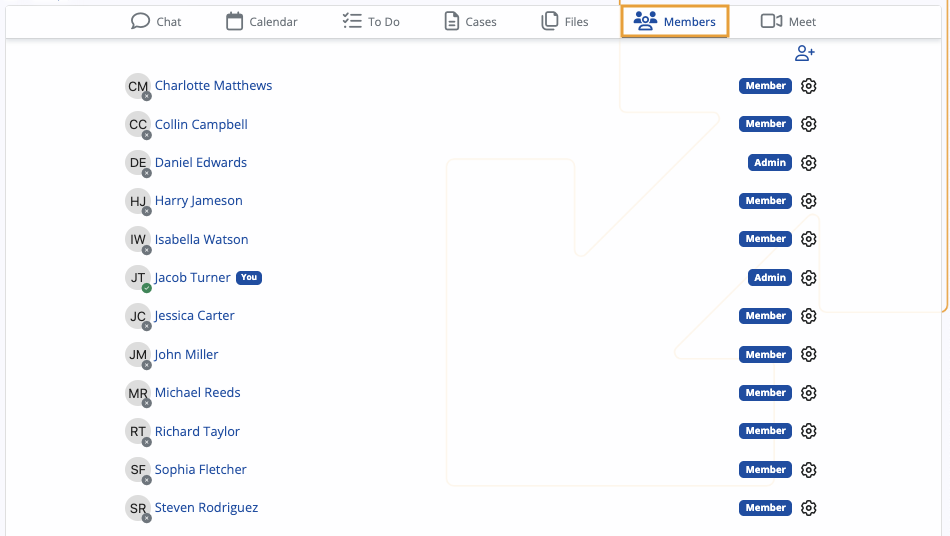 Chat Calendar To Do Cases Files Members Meet
CM Charlotte Matthews Member
CC Collin Campbell Member
DE Daniel Edwards Admin
HJ Harry Jameson Member
IW Isabella Watson Member
JT Jacob Turner You Admin
JC Jessica Carter Member
JM John Miller Member
MR Michael Reeds Member
RT Richard Taylor Member
SF Sophia Fletcher Member
SR Steven Rodriguez Member